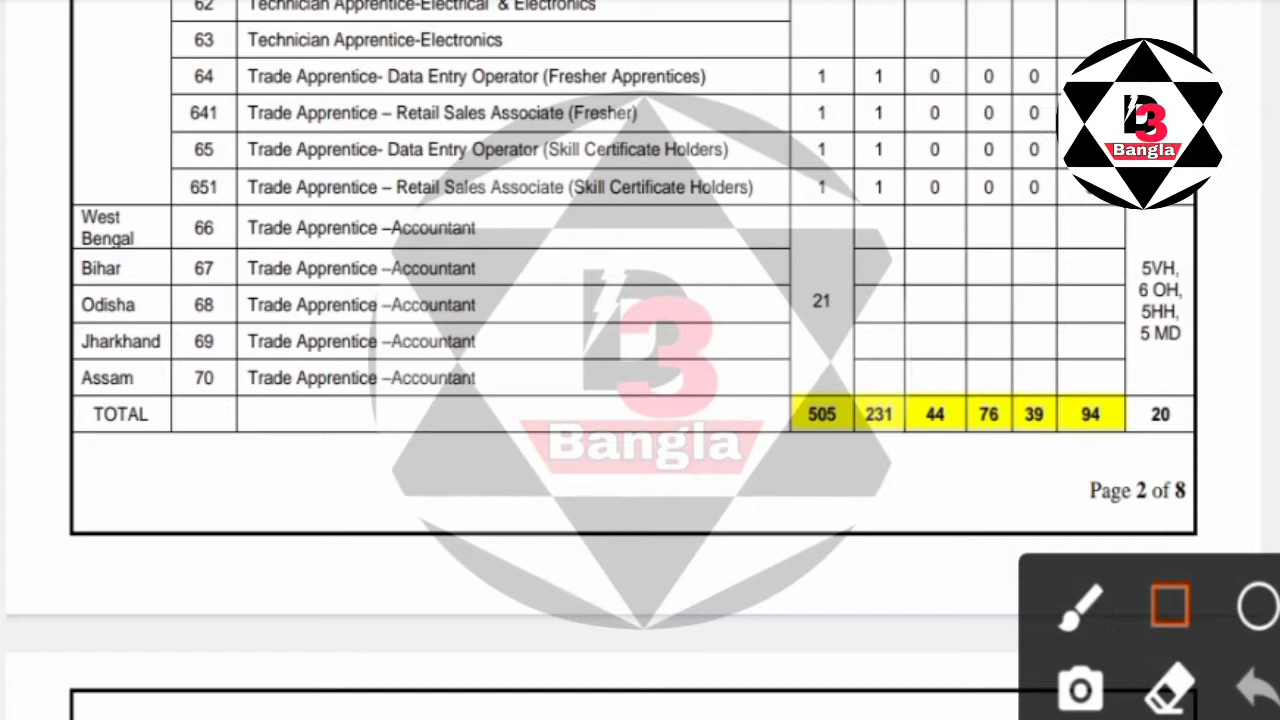 62 Technician Apprentice-Electrical & Electronics
63 Technician Apprentice-Electronics
64 Trade Apprentice- Data Entry Operator (Fresher Apprentices) 1 1 0 0 0
641 Trade Apprentice – Retail Sales Associate (Fresher) 1 1 0 0 0
65 Trade Apprentice- Data Entry Operator (Skill Certificate Holders) 1 1 0 0 0
651 Trade Apprentice – Retail Sales Associate (Skill Certificate Holders) 1 1 0 0 0
West Bengal 66 Trade Apprentice –Accountant
Bihar 67 Trade Apprentice –Accountant
Odisha 68 Trade Apprentice –Accountant
Jharkhand 69 Trade Apprentice –Accountant
Assam 70 Trade Apprentice –Accountant
21
5VH,
6 OH,
5HH,
5 MD
TOTAL 505 231 44 76 39 94 20
Page 2 of 8
B3
Bangla
B3
Bangla